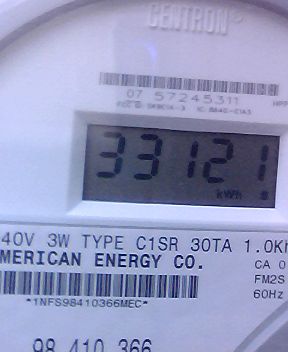 CENTRON
07 57245311
33121
kWh
40V 3W TYPE C1SR 30TA 1.0Kh
MERICAN ENERGY CO.
CA 0
FM2S
60Hz
*1NFS98410366MEC*
98 410 366